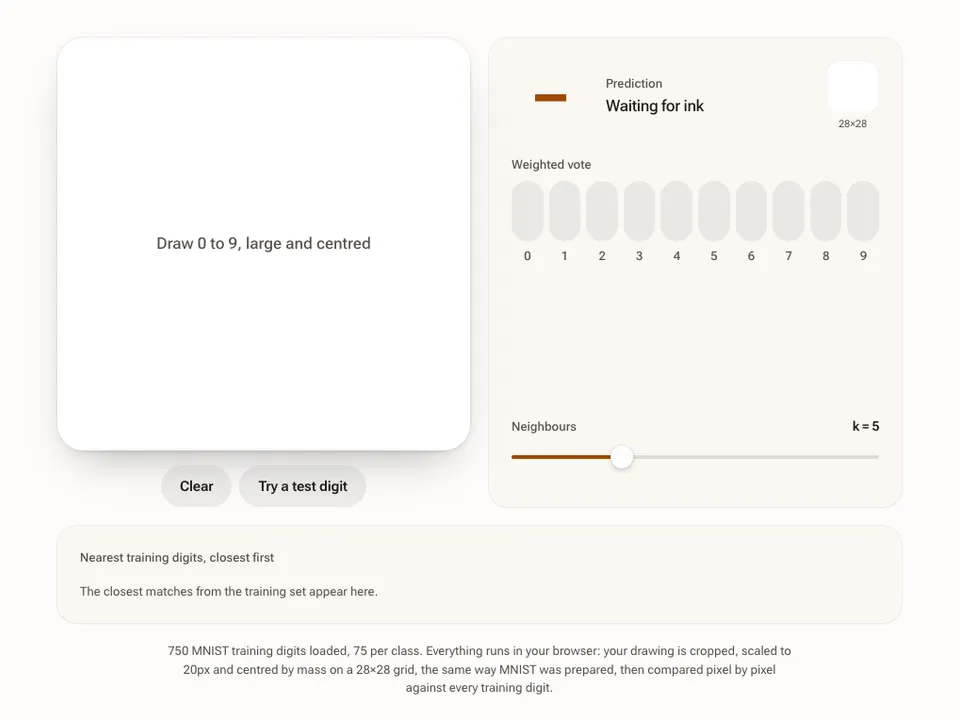 Draw 0 to 9, large and centred
Clear
Try a test digit
Prediction
Waiting for ink
28×28
Weighted vote
0 1 2 3 4 5 6 7 8 9
Neighbours
k = 5
Nearest training digits, closest first
The closest matches from the training set appear here.
750 MNIST training digits loaded, 75 per class. Everything runs in your browser: your drawing is cropped, scaled to
20px and centred by mass on a 28×28 grid, the same way MNIST was prepared, then compared pixel by pixel
against every training digit.